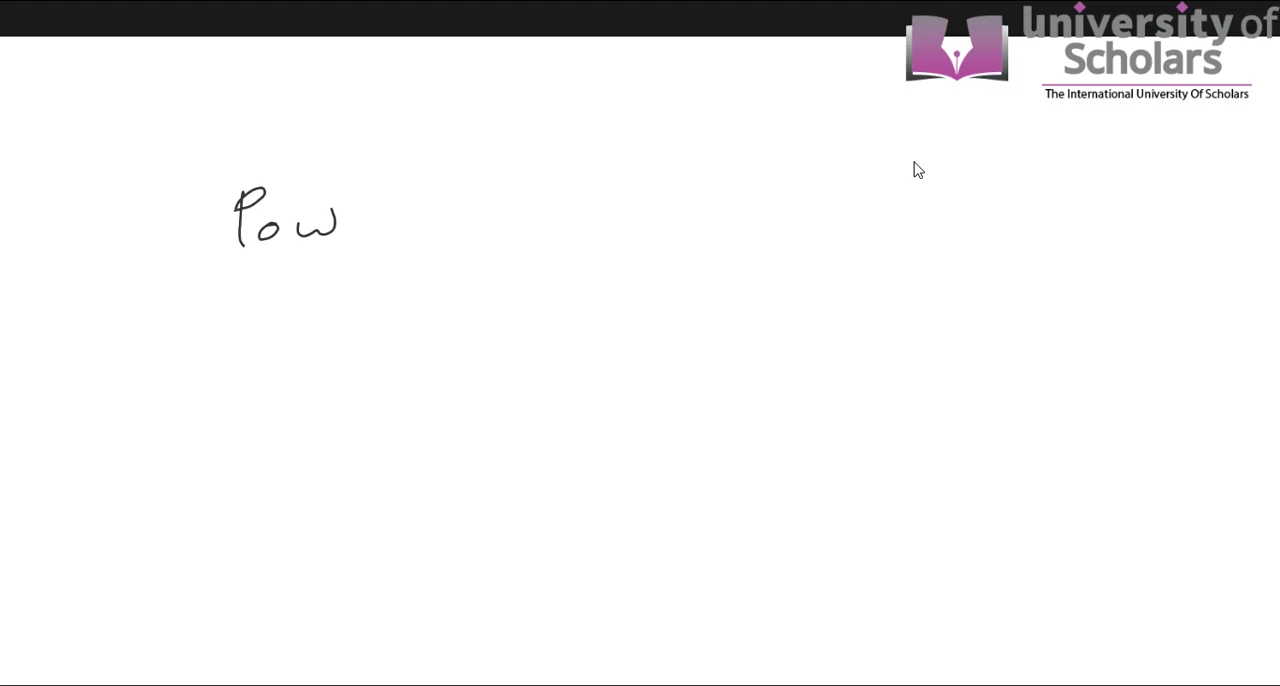 university of
Scholars
The International University Of Scholars
Pow